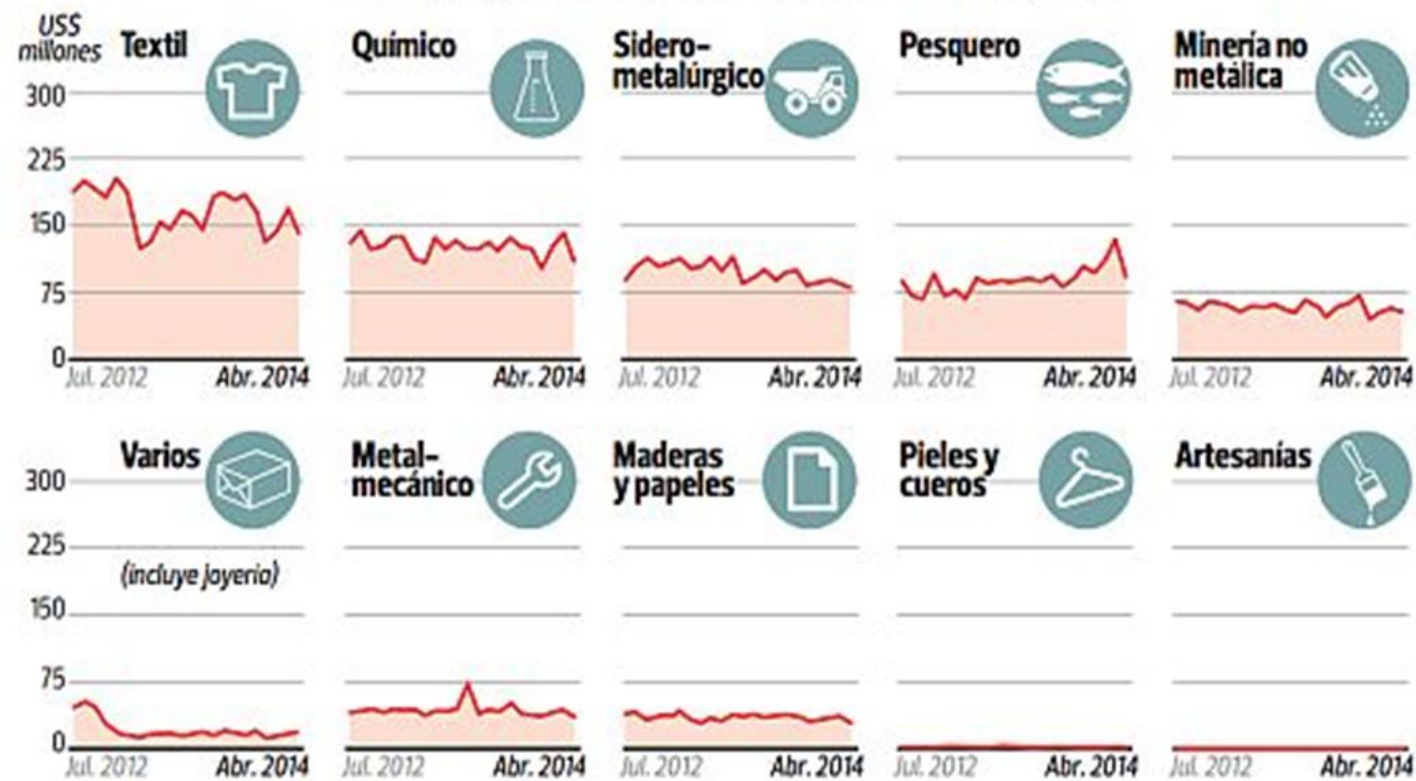 US$
millones
Textil
Químico
Sidero-
metalúrgico
Pesquero
Minería no
metálica
300
225
150
75
0
Jul. 2012
Abr. 2014
Jul. 2012
Abr. 2014
Jul. 2012
Abr. 2014
Jul. 2012
Abr. 2014
Jul. 2012
Abr. 2014
Varios
(incluye joyería)
Metal-
mecánico
Maderas
y papeles
Pieles y
cueros
Artesanías
300
225
150
75
0
Jul. 2012
Abr. 2014
Jul. 2012
Abr. 2014
Jul. 2012
Abr. 2014
Jul. 2012
Abr. 2014
Jul. 2012
Abr. 2014